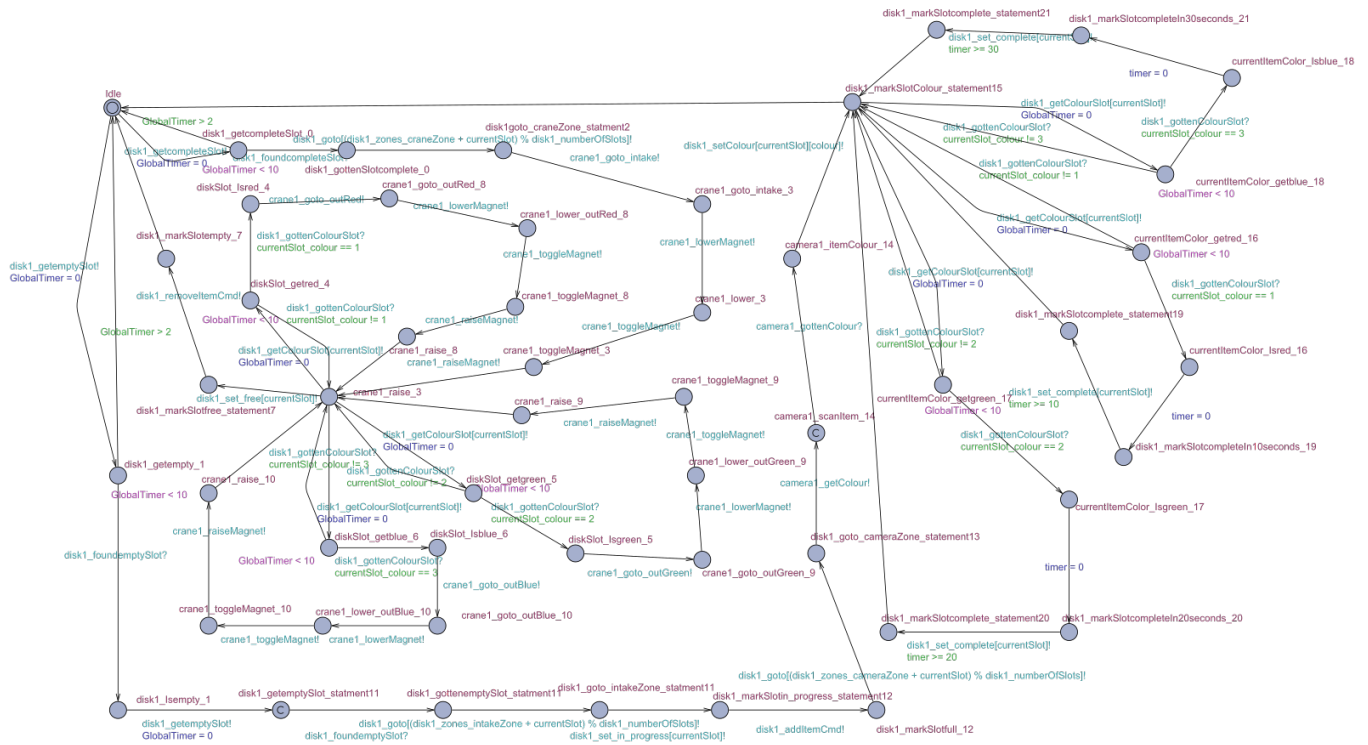 disk1_markSlotcomplete_statement21
disk1_markSlotcompleteIn30seconds_21
disk1_set_complete[currentSl
timer >= 30
currentItemColor_Isblue_18
timer = 0
Idle
disk1_markSlotColour_statement15
disk1_getColourSlot[currentSlot]!
GlobalTimer = 0
disk1_gottenColourSlot?
currentSlot_colour == 3
GlobalTimer > 2
disk1_getcompleteSlot_0
disk1goto_craneZone_statment2
disk1_goto[(disk1_zones_craneZone + currentSlot) % disk1_numberOfSlots]!
disk1_gottenColourSlot?
currentSlot_colour != 3
disk1_setColour[currentSlot][colour]!
disk1_getcompleteSlot!
GlobalTimer = 0
disk1_foundcompleteSlot?
GlobalTimer < 10
disk1_gottenSlotcomplete_0
crane1_goto_intake!
disk1_gottenColourSlot?
currentSlot_colour != 1
currentItemColor_getblue_18
GlobalTimer < 10
diskSlot_Isred_4
crane1_goto_outRed!
crane1_goto_outRed_8
crane1_lowerMagnet!
crane1_goto_intake_3
crane1_lower_outRed_8
disk1_getColourSlot[currentSlot]!
GlobalTimer = 0
disk1_markSlotempty_7
disk1_gottenColourSlot?
currentSlot_colour == 1
crane1_toggleMagnet!
crane1_lowerMagnet!
camera1_itemColour_14
currentItemColor_getred_16
GlobalTimer < 10
disk1_getemptySlot!
GlobalTimer = 0
disk1_getColourSlot[currentSlot]!
GlobalTimer = 0
disk1_gottenColourSlot?
currentSlot_colour == 1
diskSlot_getred_4
disk1_removeItemCmd!
GlobalTimer < 10
disk1_gottenColourSlot?
currentSlot_colour != 1
crane1_toggleMagnet_8
crane1_raiseMagnet!
crane1_lower_3
GlobalTimer > 2
crane1_toggleMagnet!
camera1_gottenColour?
disk1_gottenColourSlot?
currentSlot_colour != 2
disk1_markSlotcomplete_statement19
disk1_getColourSlot[currentSlot]!
GlobalTimer = 0
crane1_raise_8
crane1_raiseMagnet!
crane1_toggleMagnet_3
currentItemColor_Isred_16
crane1_toggleMagnet_9
disk1_set_free[currentSlot]!
disk1_markSlotfree_statement7
crane1_raise_3
crane1_raise_9
crane1_raiseMagnet!
currentItemColor_getgreen_17
GlobalTimer < 10
disk1_set_complete[currentSlot]!
timer >= 10
timer = 0
camera1_scanItem_14
disk1_getColourSlot[currentSlot]!
GlobalTimer = 0
crane1_toggleMagnet!
disk1_gottenColourSlot?
currentSlot_colour == 2
disk1_markSlotcompleteIn10seconds_19
disk1_getempty_1
GlobalTimer < 10
crane1_raise_10
disk1_gottenColourSlot?
currentSlot_colour != 3
disk1_gottenColourSlot?
currentSlot_colour != 2
diskSlot_getgreen_5
GlobalTimer < 10
crane1_lower_outGreen_9
camera1_getColour!
disk1_getColourSlot[currentSlot]!
GlobalTimer = 0
disk1_gottenColourSlot?
currentSlot_colour == 2
crane1_lowerMagnet!
currentItemColor_Isgreen_17
crane1_raiseMagnet!
diskSlot_getblue_6
diskSlot_Isblue_6
diskSlot_Isgreen_5
disk1_goto_cameraZone_statement13
disk1_foundemptySlot?
GlobalTimer < 10
disk1_gottenColourSlot?
currentSlot_colour == 3
crane1_goto_outGreen!
crane1_goto_outGreen_9
timer = 0
crane1_goto_outBlue!
crane1_toggleMagnet_10
crane1_lower_outBlue_10
crane1_goto_outBlue_10
crane1_toggleMagnet!
crane1_lowerMagnet!
disk1_markSlotcomplete_statement20
disk1_markSlotcompleteIn20seconds_20
disk1_set_complete[currentSlot]!
timer >= 20
disk1_goto[(disk1_zones_cameraZone + currentSlot) % disk1_numberOfSlots]!
disk1_Isempty_1
disk1_getemptySlot_statment11
disk1_gottenemptySlot_statment11
disk1_goto_intakeZone_statment11
disk1_markSlotin_progress_statement12
disk1_getemptySlot!
GlobalTimer = 0
disk1_goto[(disk1_zones_intakeZone + currentSlot) % disk1_numberOfSlots]!
disk1_foundemptySlot?
disk1_set_in_progress[currentSlot]!
disk1_addItemCmd!
disk1_markSlotfull_12